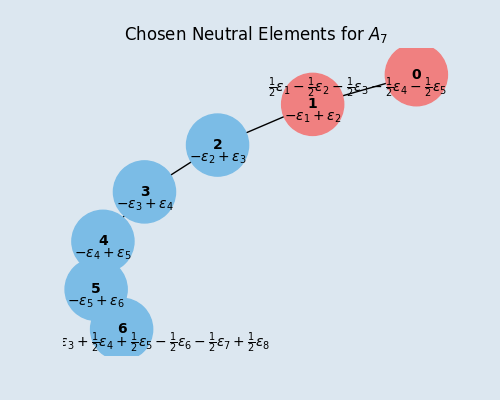 Chosen Neutral Elements for $A_7$
0
$\frac{1}{2}\varepsilon_1 - \frac{1}{2}\varepsilon_2 - \frac{1}{2}\varepsilon_3 - \frac{1}{2}\varepsilon_4 - \frac{1}{2}\varepsilon_5$
1
$-\varepsilon_1 + \varepsilon_2$
2
$-\varepsilon_2 + \varepsilon_3$
3
$-\varepsilon_3 + \varepsilon_4$
4
$-\varepsilon_4 + \varepsilon_5$
5
$-\varepsilon_5 + \varepsilon_6$
6
$\varepsilon_3 + \frac{1}{2}\varepsilon_4 + \frac{1}{2}\varepsilon_5 - \frac{1}{2}\varepsilon_6 - \frac{1}{2}\varepsilon_7 + \frac{1}{2}\varepsilon_8$